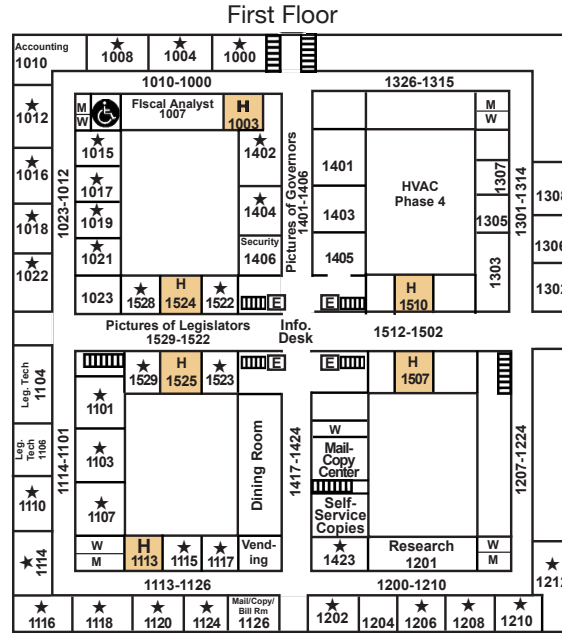 First Floor
Accounting
1010
★
1008
★
1004
★
1000
1010-1000
1326-1315
★
1012
M
W
FIscal Analyst
1007
H
1003
M
W
★
1015
★
1402
1401
1307
★
1016
★
1017
HVAC
Phase 4
1308
1023-1012
Pictures of Governors
1401-1406
1301-1314
★
1018
★
1019
★
1404
1403
1305
1306
★
1021
Security
1406
1405
1303
★
1022
1302
1023
★
1528
H
1524
★
1522
E
E
H
1510
Pictures of Legislators
1529-1522
Info.
Desk
1512-1502
★
1529
H
1525
★
1523
E
E
H
1507
Leg. Tech
1104
★
1101
W
Leg.
Tech
1106
★
1103
Dining Room
Mail-
Copy
Center
1114-1101
1417-1424
1207-1224
★
1110
★
1107
Self-
Service
Copies
★
1114
W
M
H
1113
★
1115
★
1117
Vend-
ing
★
1423
Research
1201
W
M
★
1212
1113-1126
1200-1210
★
1116
★
1118
★
1120
★
1124
Mail/Copy/
Bill Rm
1126
★
1202
1204
★
1206
★
1208
★
1210